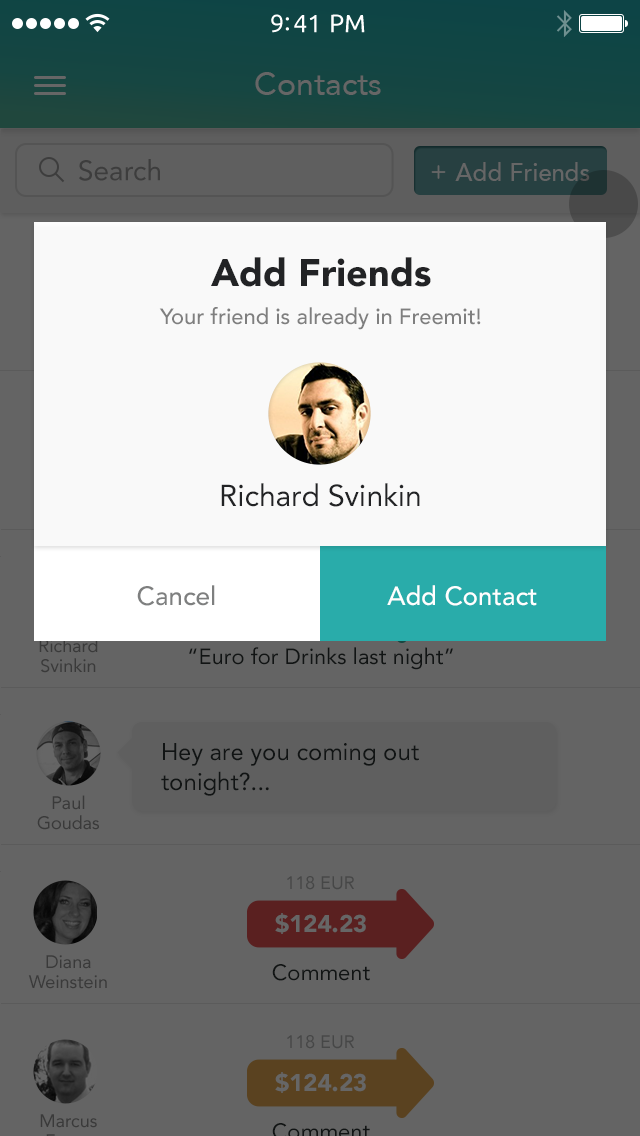 9:41 PM
Contacts
Search
+ Add Friends
Add Friends
Your friend is already in Freemit!
Richard Svinkin
Cancel
Add Contact
Richard
Svinkin
“Euro for Drinks last night”
Hey are you coming out
tonight?...
Paul
Goudas
118 EUR
$124.23
Comment
Diana
Weinstein
118 EUR
$124.23
Comment
Marcus